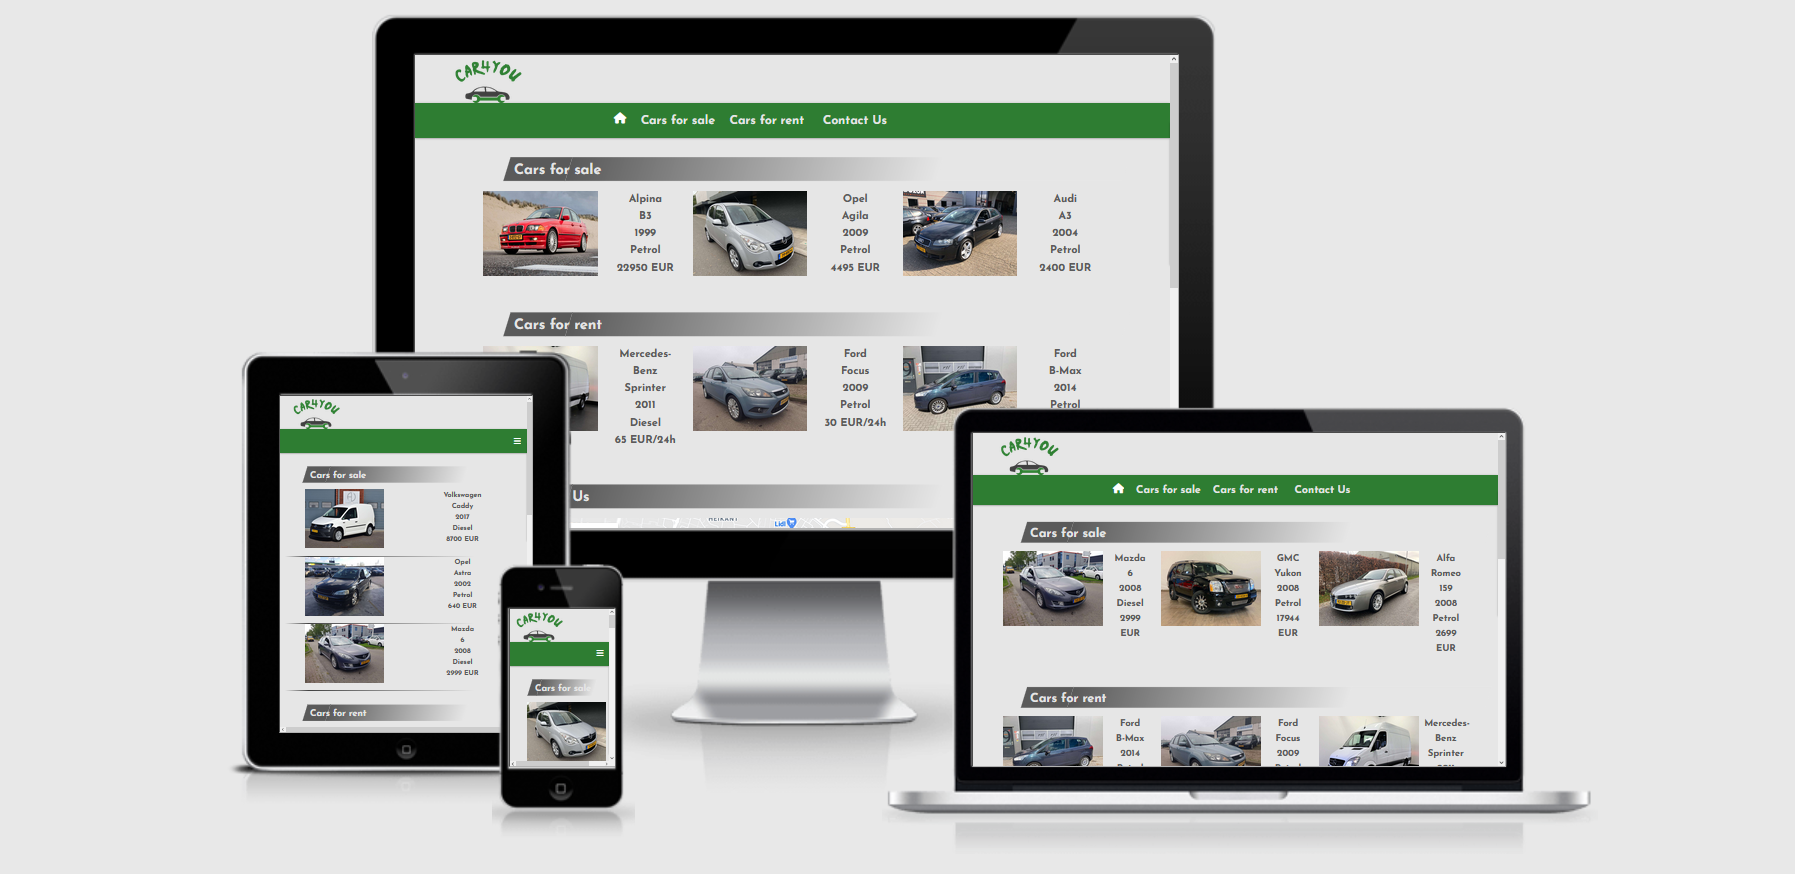 CAR4YOU
Cars for sale
Cars for rent
Contact Us
Cars for sale
Alpina
B3
1999
Petrol
22950 EUR
Opel
Agila
2009
Petrol
4495 EUR
Audi
A3
2004
Petrol
2400 EUR
Cars for rent
Mercedes-
Benz
Sprinter
2011
Diesel
65 EUR/24h
Ford
Focus
2009
Petrol
30 EUR/24h
Ford
B-Max
2014
Petrol
Us
Lidl
CAR4YOU
Cars for sale
Volkswagen
Caddy
2017
Diesel
8700 EUR
Opel
Astra
2002
Petrol
640 EUR
Mazda
6
2008
Diesel
2999 EUR
Cars for rent
CAR4YOU
Cars for sale
CAR4YOU
Cars for sale
Cars for rent
Contact Us
Cars for sale
Mazda
6
2008
Diesel
2999
EUR
GMC
Yukon
2008
Petrol
17944
EUR
Alfa
Romeo
159
2008
Petrol
2699
EUR
Cars for rent
Ford
B-Max
2014
Ford
Focus
2009
Mercedes-
Benz
Sprinter